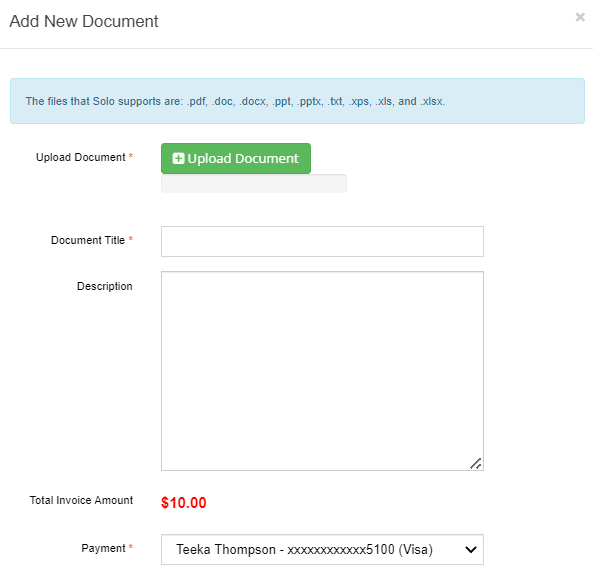 Add New Document
×
The files that Solo supports are: .pdf, .doc, .docx, .ppt, .pptx, .txt, .xps, .xls, and .xlsx.
Upload Document *
Upload Document
Document Title *
Description
Total Invoice Amount
$10.00
Payment *
Teeka Thompson - xxxxxxxxxxxx5100 (Visa)